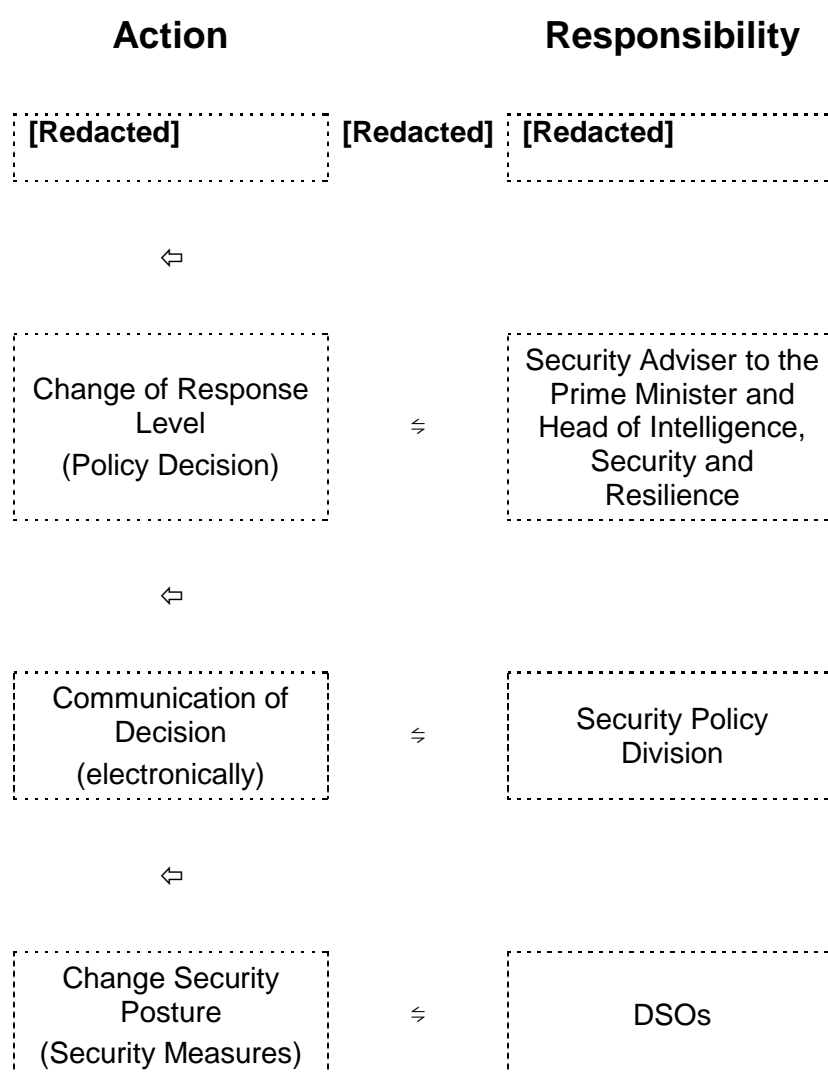 Action Responsibility
[Redacted] [Redacted] [Redacted]
⇦
Change of Response
Level
(Policy Decision)
⇋
Security Adviser to the
Prime Minister and
Head of Intelligence,
Security and
Resilience
⇦
Communication of
Decision
(electronically)
⇋
Security Policy
Division
⇦
Change Security
Posture
(Security Measures)
⇋
DSOs